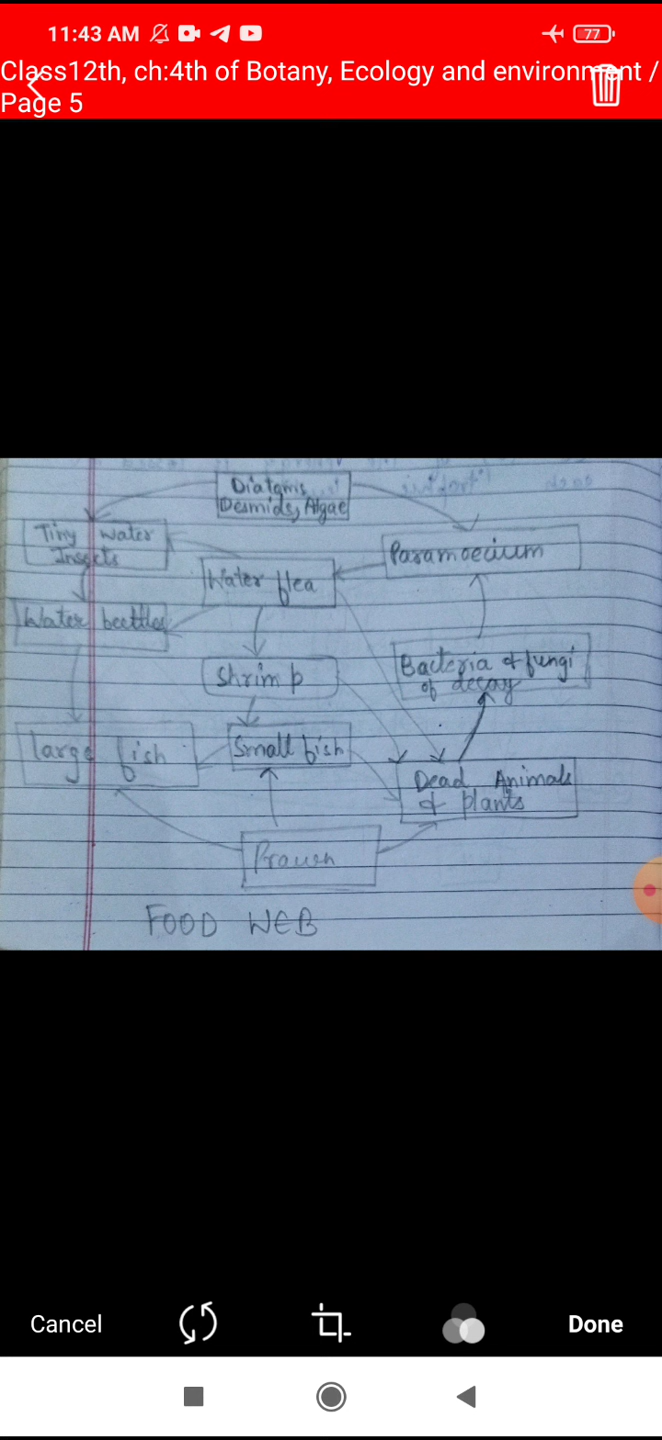 11:43 AM
77
Class12th, ch:4th of Botany, Ecology and environment /
Page 5
Diatoms,
Desmids, Algae
Tiny water
Insects
Paramoecium
Water flea
Water beettles
Bacteria & fungi
of decay
Shrimp
large fish
Small fish
Dead Animals
& plants
Prawn
FOOD WEB
Cancel
Done